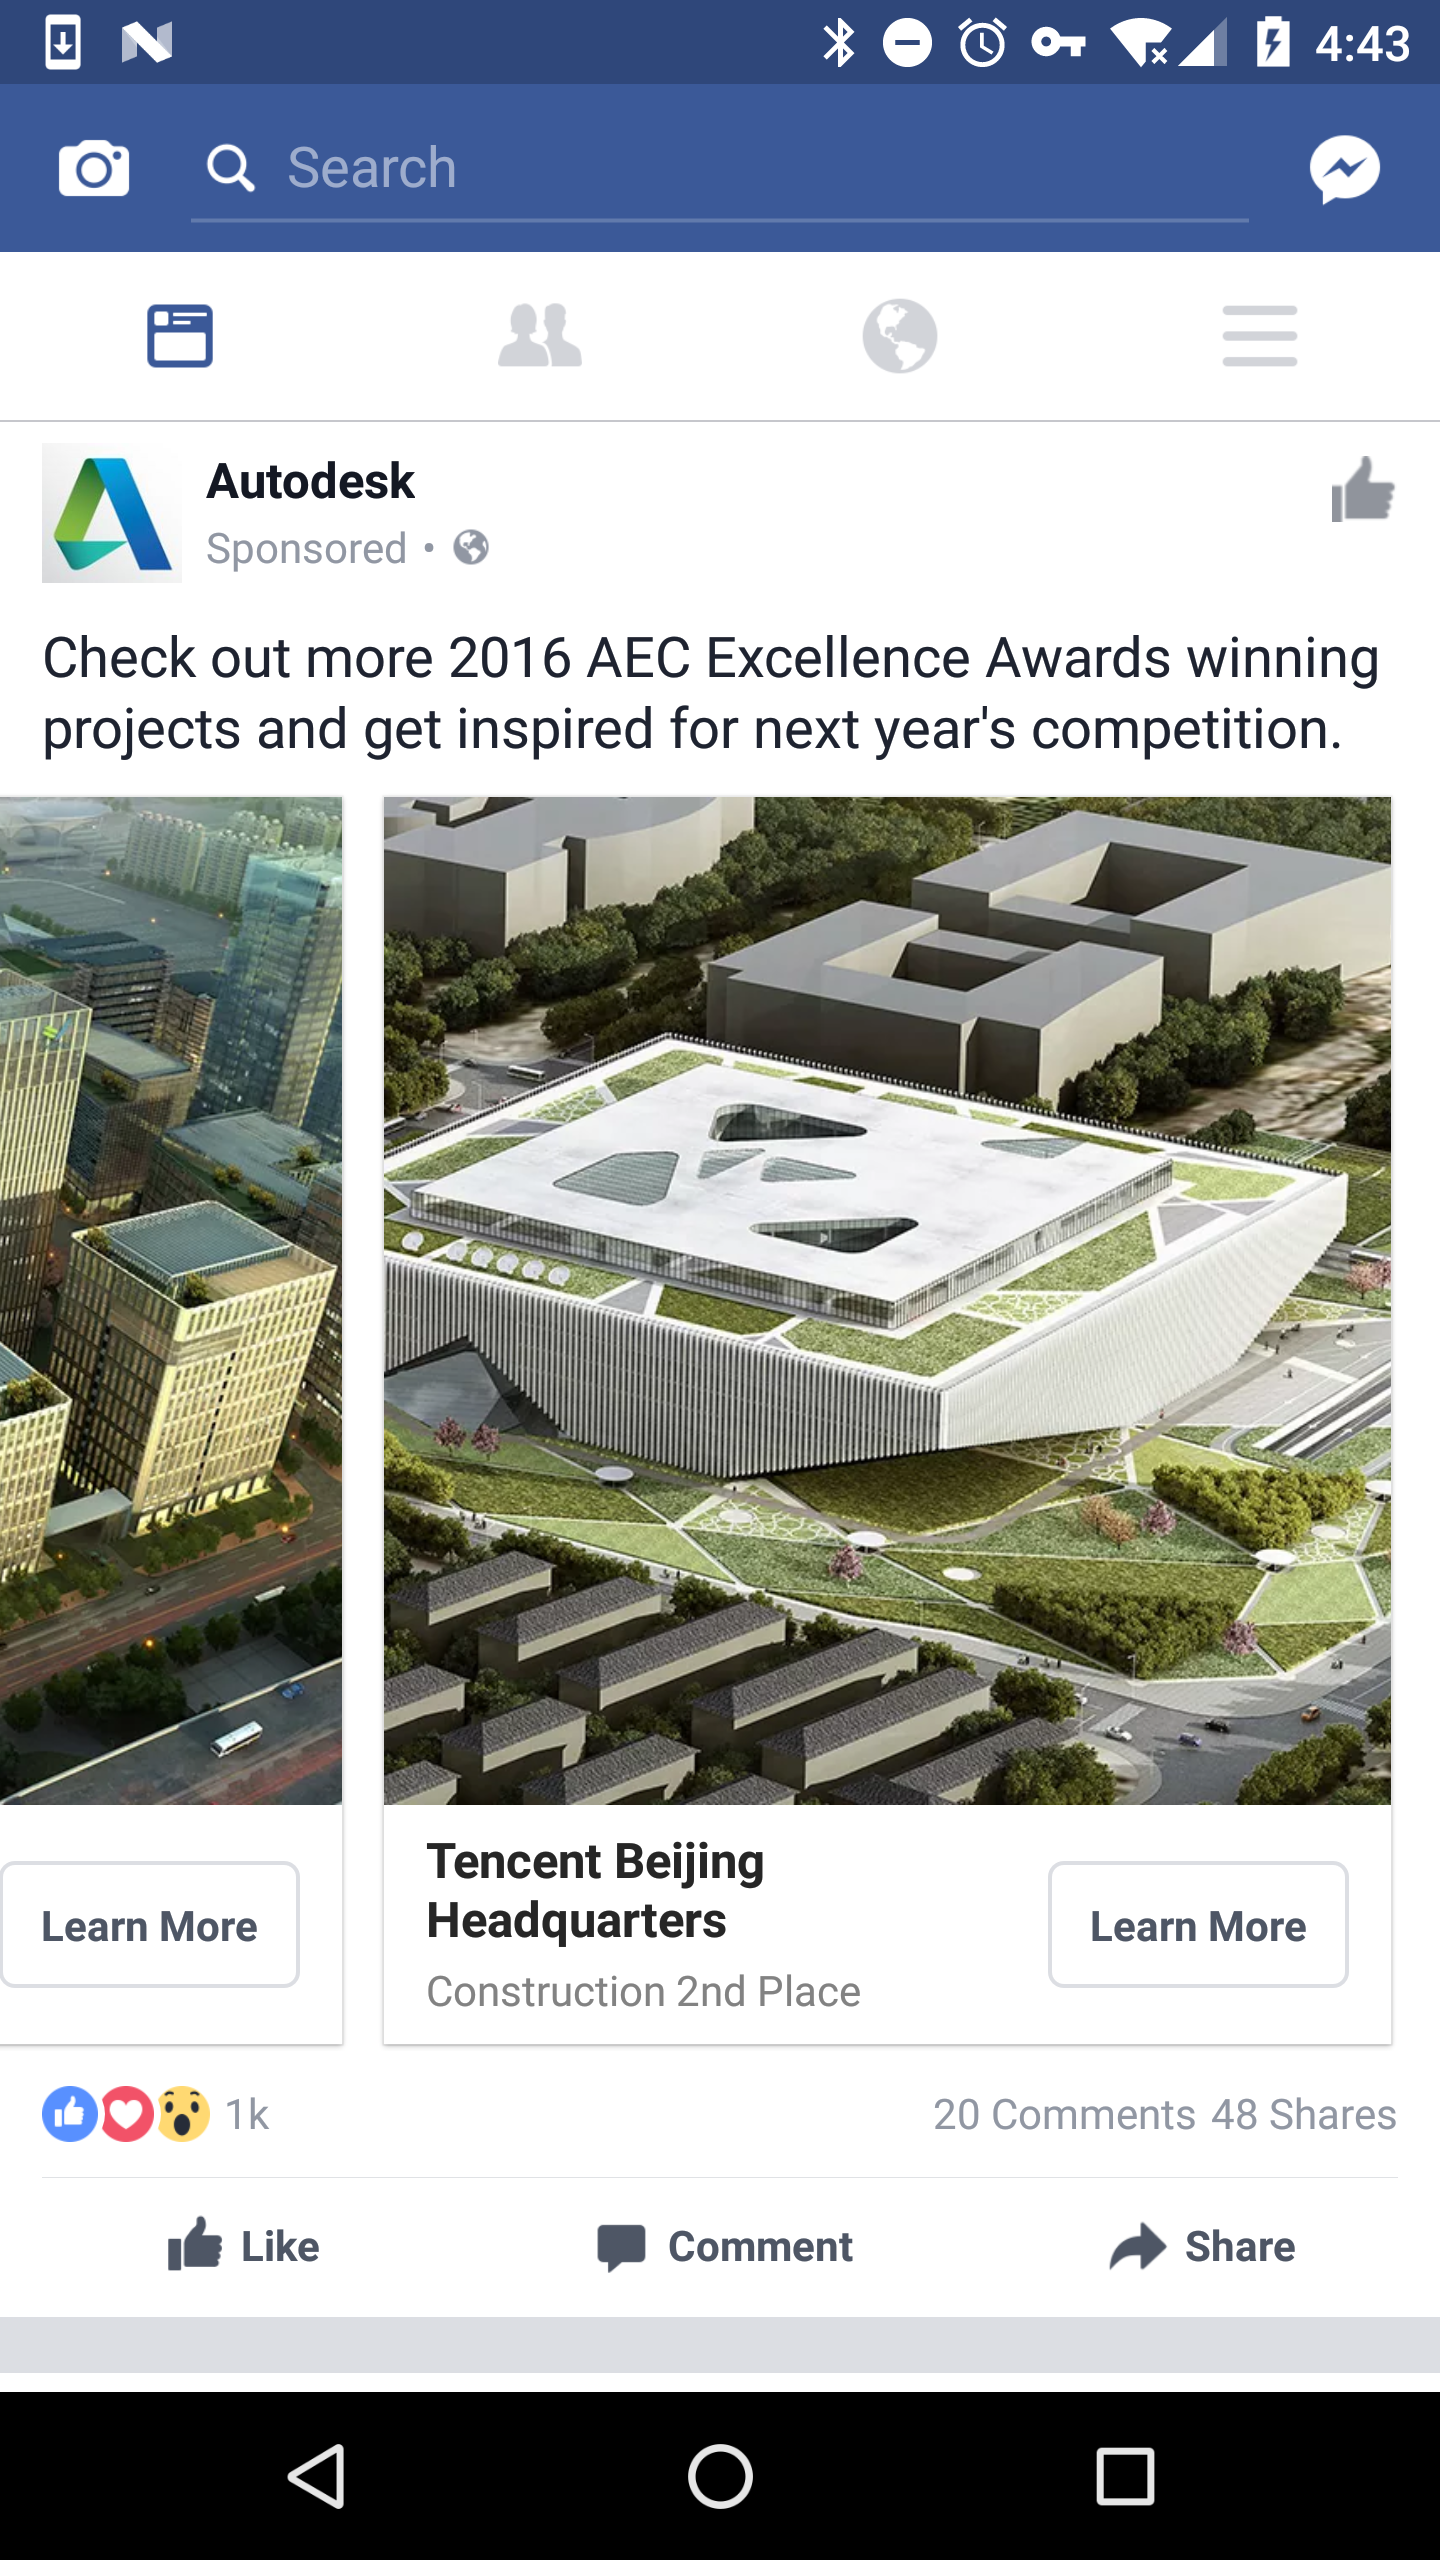 4:43
Search
Autodesk
Sponsored •
Check out more 2016 AEC Excellence Awards winning
projects and get inspired for next year's competition.
Learn More
Tencent Beijing
Headquarters
Construction 2nd Place
Learn More
1k
20 Comments 48 Shares
Like
Comment
Share